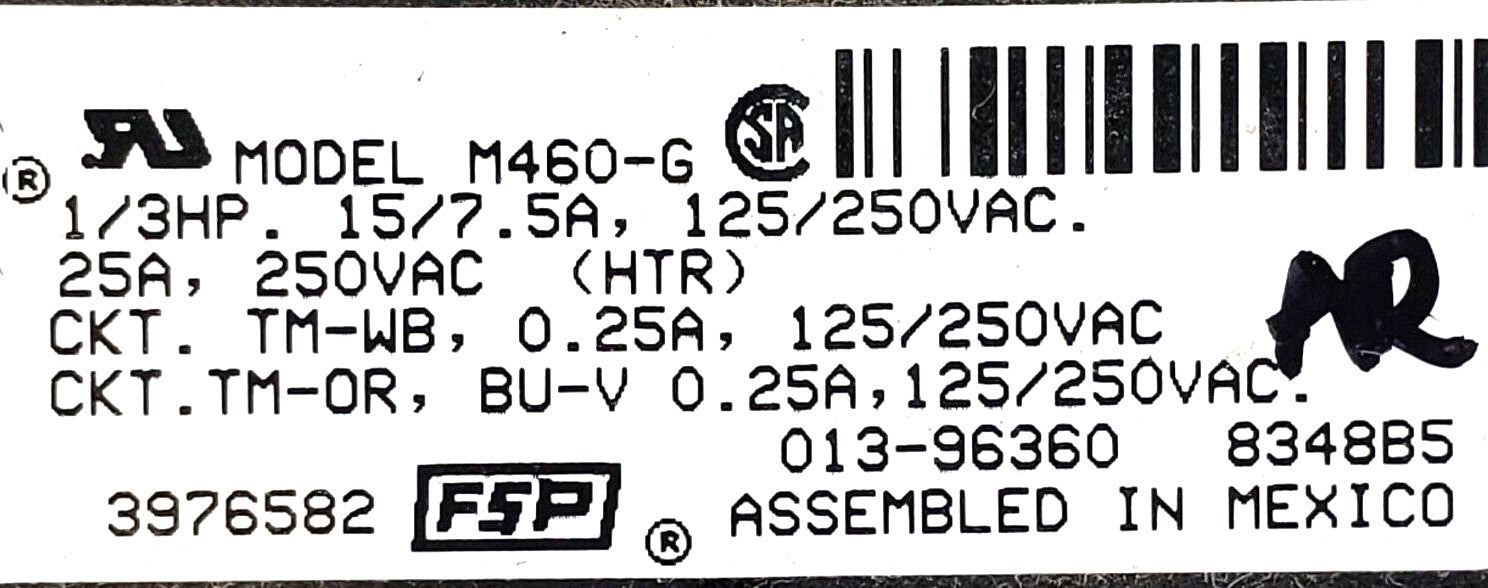 MODEL M460-G
1/3HP. 15/7.5A, 125/250VAC.
25A, 250VAC (HTR)
CKT. TM-WB, 0.25A, 125/250VAC
CKT.TM-OR, BU-V 0.25A,125/250VAC.
013-96360 8348B5
3976582 FSP ® ASSEMBLED IN MEXICO